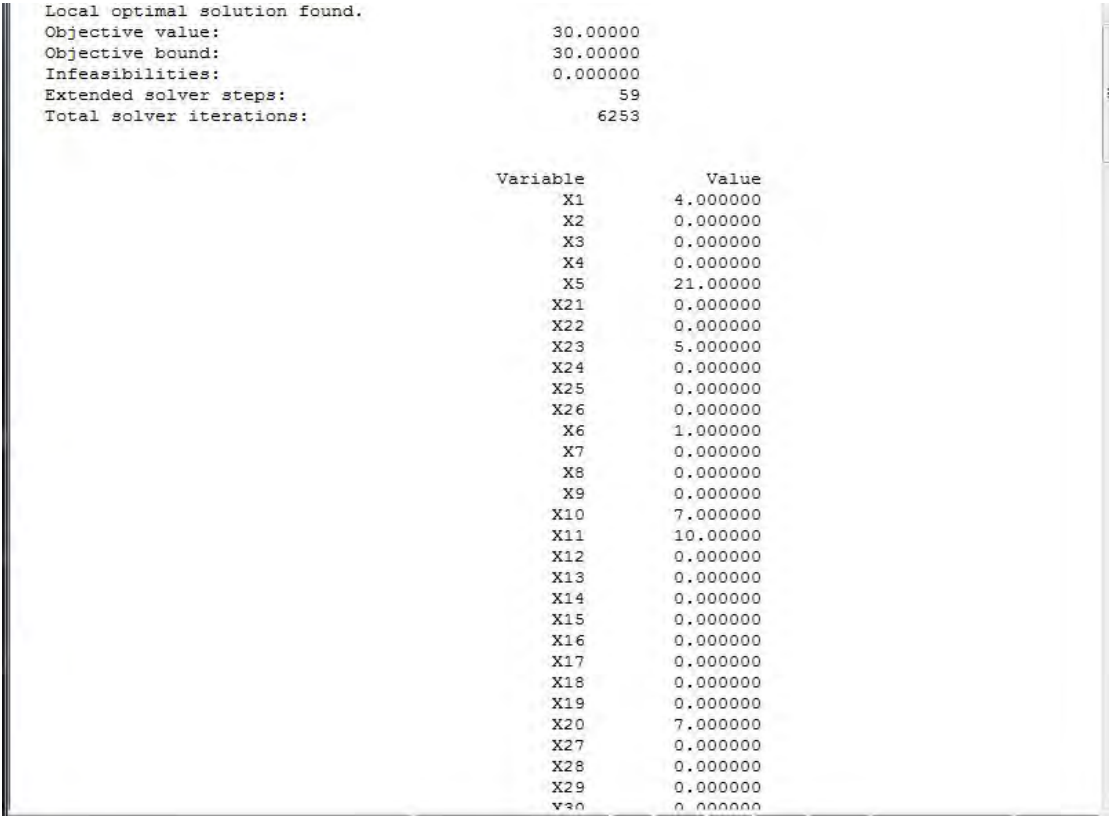 Local optimal solution found.
Objective value: 30.00000
Objective bound: 30.00000
Infeasibilities: 0.000000
Extended solver steps: 59
Total solver iterations: 6253
Variable Value
X1 4.000000
X2 0.000000
X3 0.000000
X4 0.000000
X5 21.00000
X21 0.000000
X22 0.000000
X23 5.000000
X24 0.000000
X25 0.000000
X26 0.000000
X6 1.000000
X7 0.000000
X8 0.000000
X9 0.000000
X10 7.000000
X11 10.00000
X12 0.000000
X13 0.000000
X14 0.000000
X15 0.000000
X16 0.000000
X17 0.000000
X18 0.000000
X19 0.000000
X20 7.000000
X27 0.000000
X28 0.000000
X29 0.000000
X30 0.000000